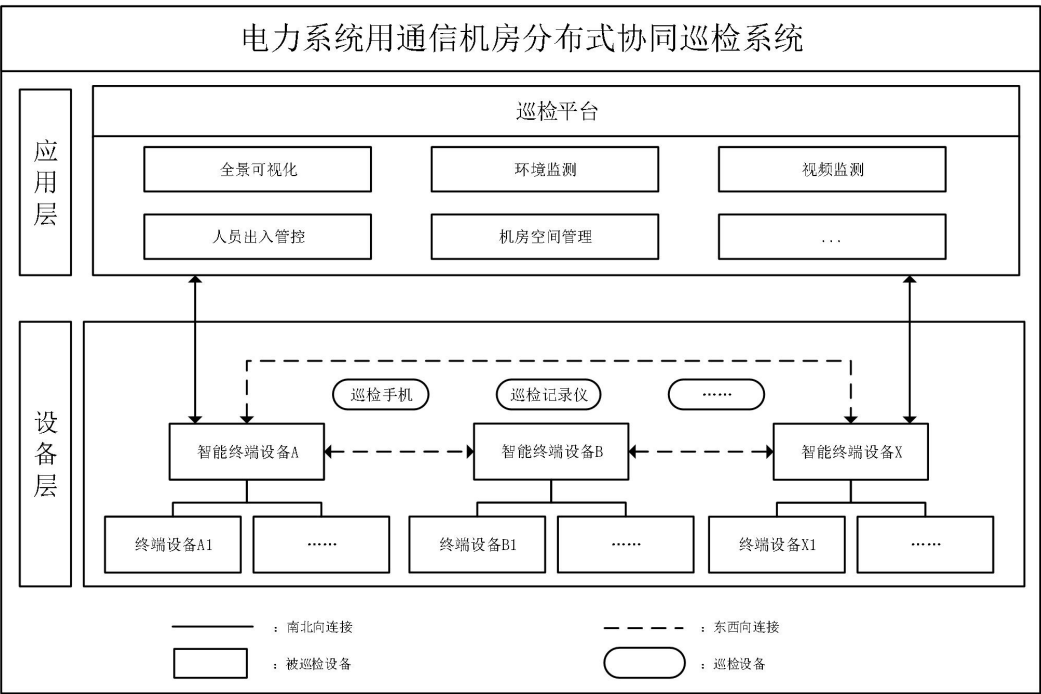 电力系统用通信机房分布式协同巡检系统
应用层
巡检平台
全景可视化
环境监测
视频监测
人员出入管控
机房空间管理
...
设备层
巡检手机
巡检记录仪
……
智能终端设备A
智能终端设备B
智能终端设备X
终端设备A1
……
终端设备B1
……
终端设备X1
……
：南北向连接
：东西向连接
：被巡检设备
：巡检设备